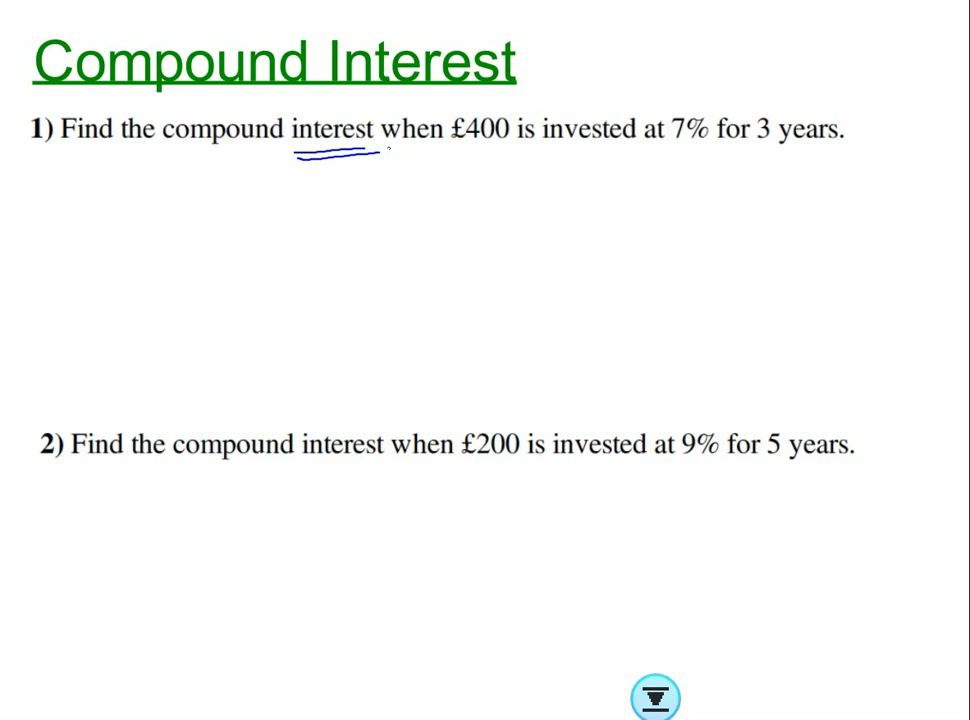 Compound Interest
1) Find the compound interest when £400 is invested at 7% for 3 years.
2) Find the compound interest when £200 is invested at 9% for 5 years.